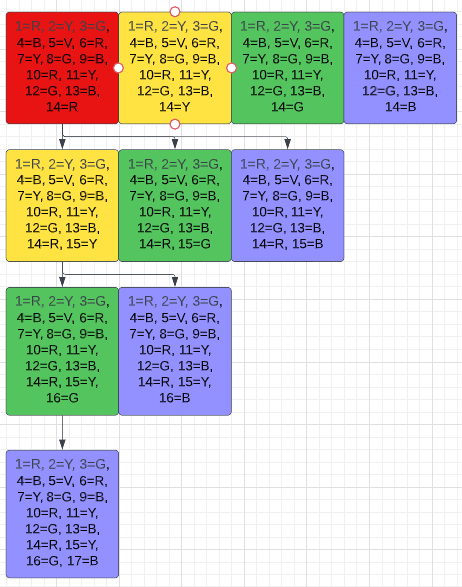 1=R, 2=Y, 3=G,
4=B, 5=V, 6=R,
7=Y, 8=G, 9=B,
10=R, 11=Y,
12=G, 13=B,
14=R
1=R, 2=Y, 3=G,
4=B, 5=V, 6=R,
7=Y, 8=G, 9=B,
10=R, 11=Y,
12=G, 13=B,
14=Y
1=R, 2=Y, 3=G,
4=B, 5=V, 6=R,
7=Y, 8=G, 9=B,
10=R, 11=Y,
12=G, 13=B,
14=G
1=R, 2=Y, 3=G,
4=B, 5=V, 6=R,
7=Y, 8=G, 9=B,
10=R, 11=Y,
12=G, 13=B,
14=B
1=R, 2=Y, 3=G,
4=B, 5=V, 6=R,
7=Y, 8=G, 9=B,
10=R, 11=Y,
12=G, 13=B,
14=R, 15=Y
1=R, 2=Y, 3=G,
4=B, 5=V, 6=R,
7=Y, 8=G, 9=B,
10=R, 11=Y,
12=G, 13=B,
14=R, 15=G
1=R, 2=Y, 3=G,
4=B, 5=V, 6=R,
7=Y, 8=G, 9=B,
10=R, 11=Y,
12=G, 13=B,
14=R, 15=B
1=R, 2=Y, 3=G,
4=B, 5=V, 6=R,
7=Y, 8=G, 9=B,
10=R, 11=Y,
12=G, 13=B,
14=R, 15=Y,
16=G
1=R, 2=Y, 3=G,
4=B, 5=V, 6=R,
7=Y, 8=G, 9=B,
10=R, 11=Y,
12=G, 13=B,
14=R, 15=Y,
16=B
1=R, 2=Y, 3=G,
4=B, 5=V, 6=R,
7=Y, 8=G, 9=B,
10=R, 11=Y,
12=G, 13=B,
14=R, 15=Y,
16=G, 17=B